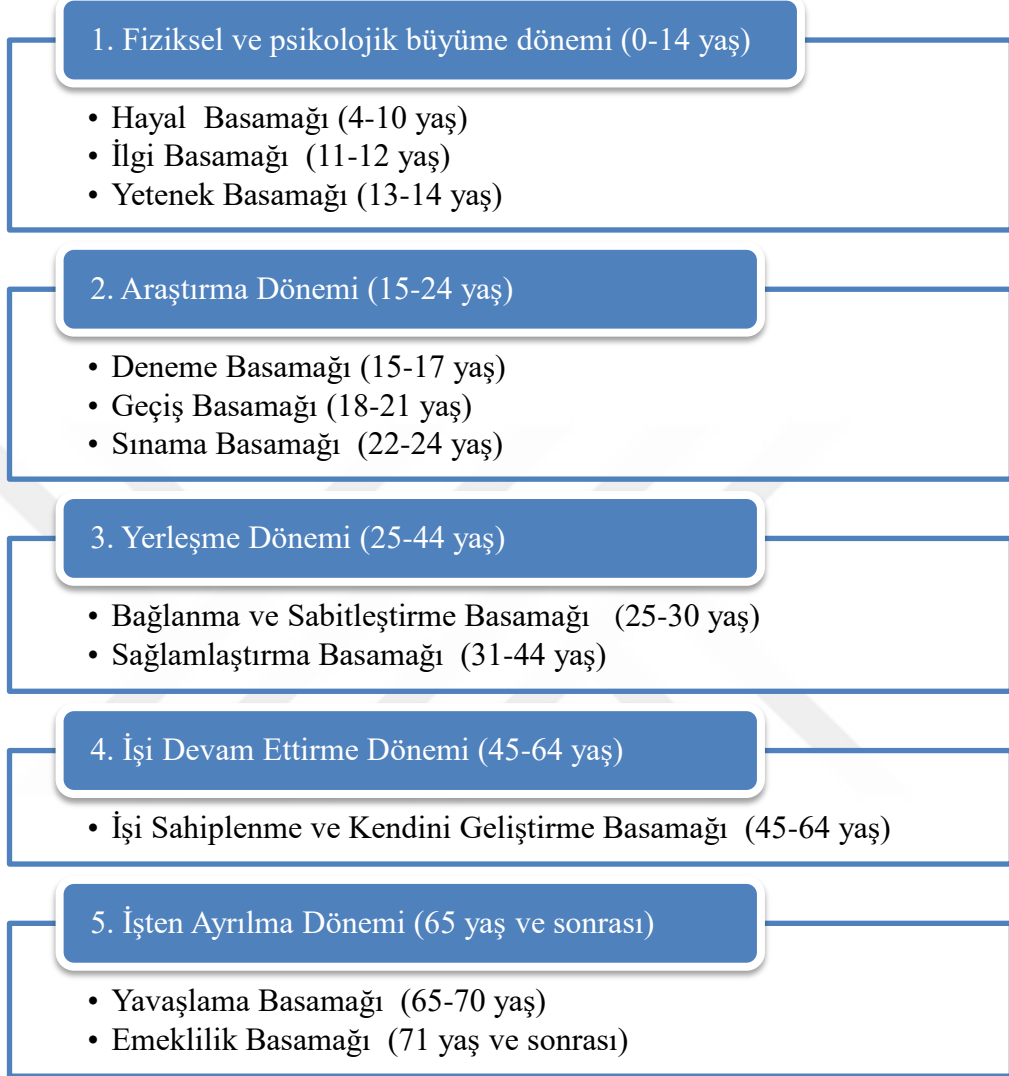 1. Fiziksel ve psikolojik büyüme dönemi (0-14 yaş)
• Hayal Basamağı (4-10 yaş)
• İlgi Basamağı (11-12 yaş)
• Yetenek Basamağı (13-14 yaş)
2. Araştırma Dönemi (15-24 yaş)
• Deneme Basamağı (15-17 yaş)
• Geçiş Basamağı (18-21 yaş)
• Sınama Basamağı (22-24 yaş)
3. Yerleşme Dönemi (25-44 yaş)
• Bağlanma ve Sabitleştirme Basamağı (25-30 yaş)
• Sağlamlaştırma Basamağı (31-44 yaş)
4. İşi Devam Ettirme Dönemi (45-64 yaş)
• İşi Sahiplenme ve Kendini Geliştirme Basamağı (45-64 yaş)
5. İşten Ayrılma Dönemi (65 yaş ve sonrası)
• Yavaşlama Basamağı (65-70 yaş)
• Emeklilik Basamağı (71 yaş ve sonrası)